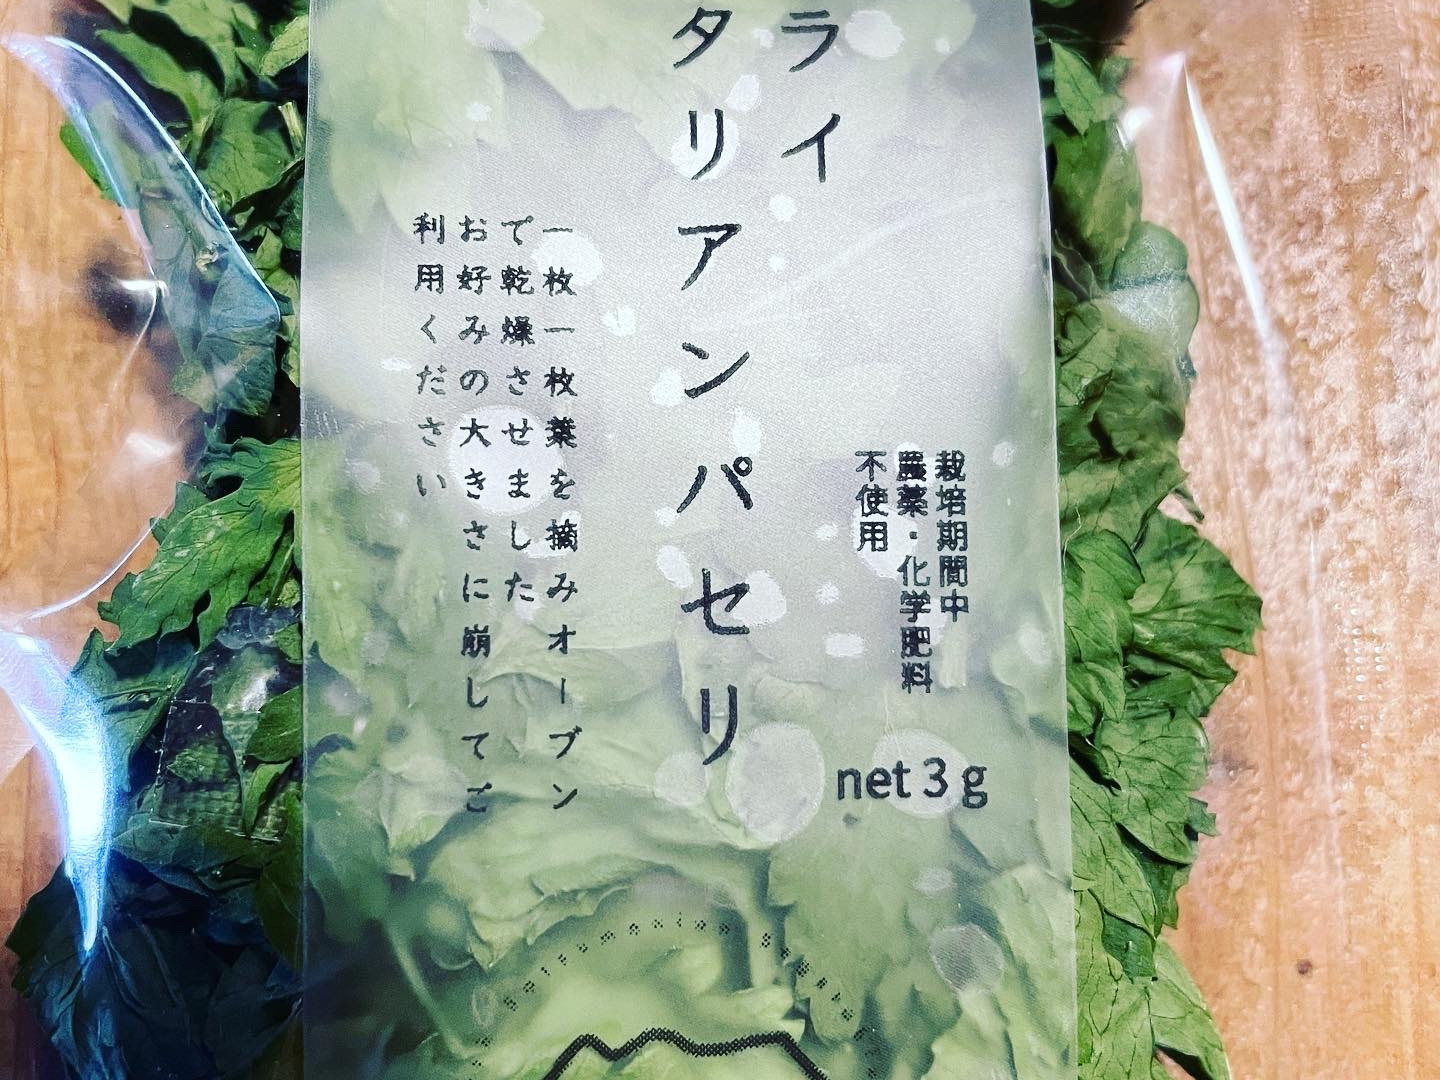 ライ
タリアンパセリ
栽培期間中
農薬・化学肥料
不使用
net 3 g
一枚一枚葉を摘みオーブン
で乾燥させました
お好みの大きさに崩してご
利用ください